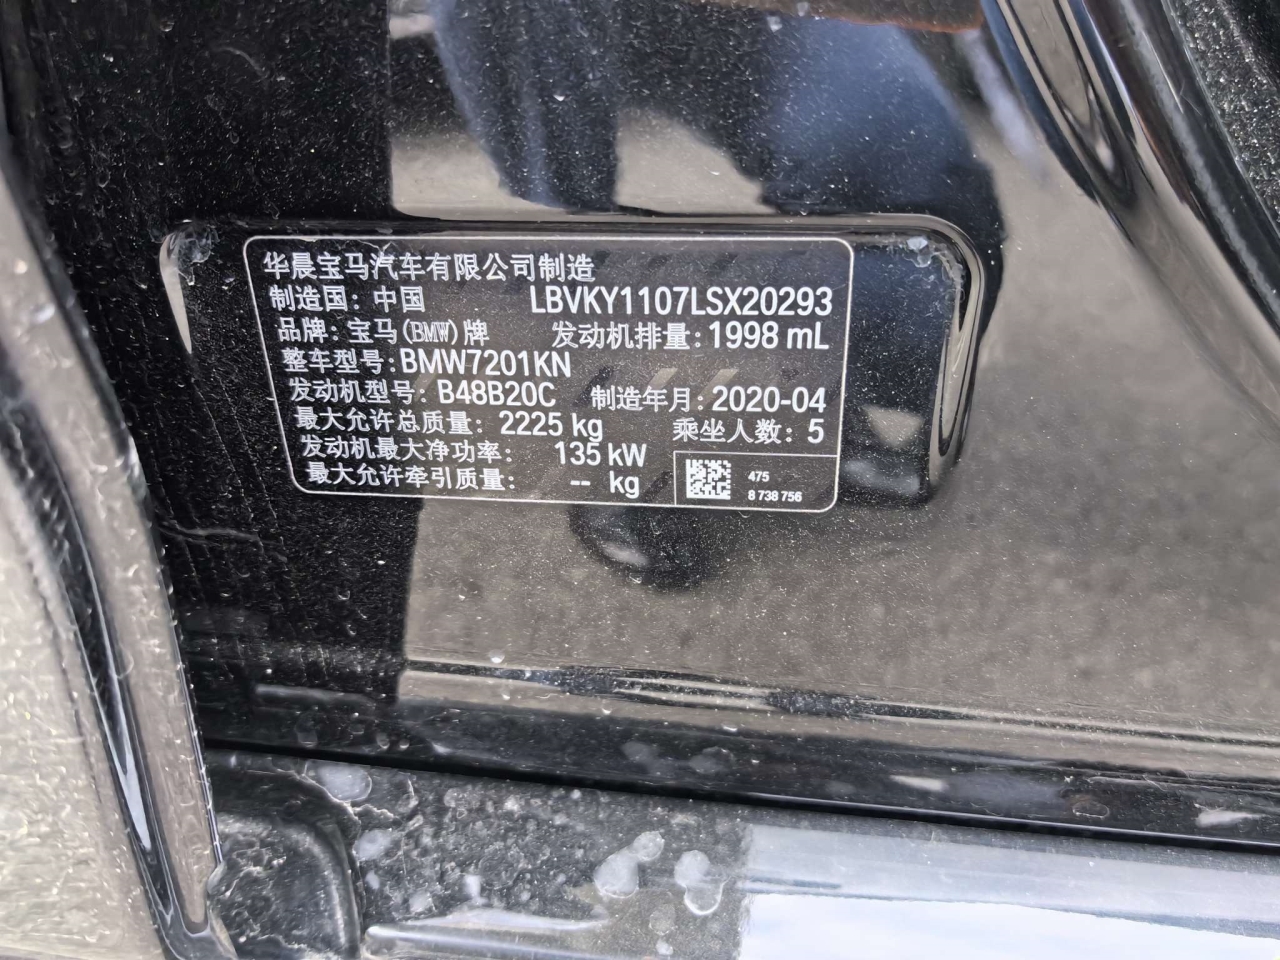 华晨宝马汽车有限公司制造
制造国: 中国 LBVKY1107LSX20293
品牌: 宝马(BMW)牌 发动机排量: 1998 mL
整车型号: BMW7201KN
发动机型号: B48B20C 制造年月: 2020-04
最大允许总质量: 2225 kg 乘坐人数: 5
发动机最大净功率: 135 kW
最大允许牵引质量: -- kg
475
8 738 756